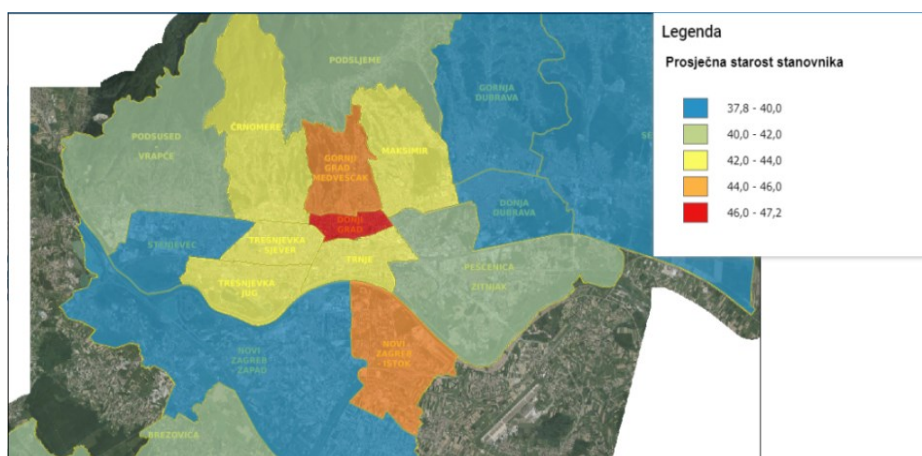 Legenda
Prosječna starost stanovnika
37,8 - 40,0
40,0 - 42,0
42,0 - 44,0
44,0 - 46,0
46,0 - 47,2
PODSLJEME
GORNJA
DUBRAVA
SE
ČRNOMERE
PODSUSED -
VRAPČE
MAKSIMIR
GORNJI
GRAD -
MEDVEŠČAK
DONJA
DUBRAVA
DONJI
GRAD
STENJEVEC
TREŠNJEVKA
- SJEVER
TRNJE
PEŠČENICA
-
ŽITNJAK
TREŠNJEVKA
- JUG
NOVI
ZAGREB
- ZAPAD
NOVI
ZAGREB -
ISTOK
BREZOVICA